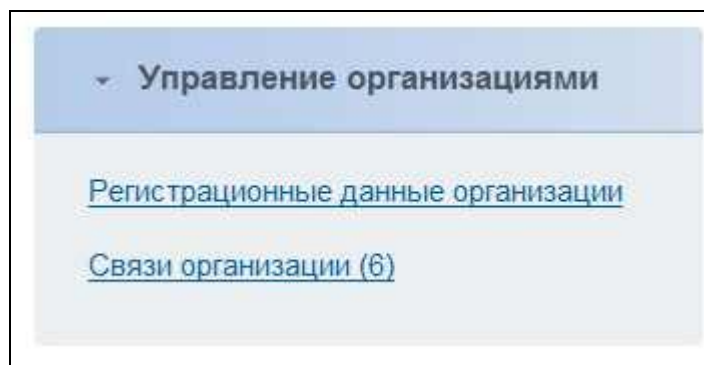 Управление организациями
Регистрационные данные организации
Связи организации (6)